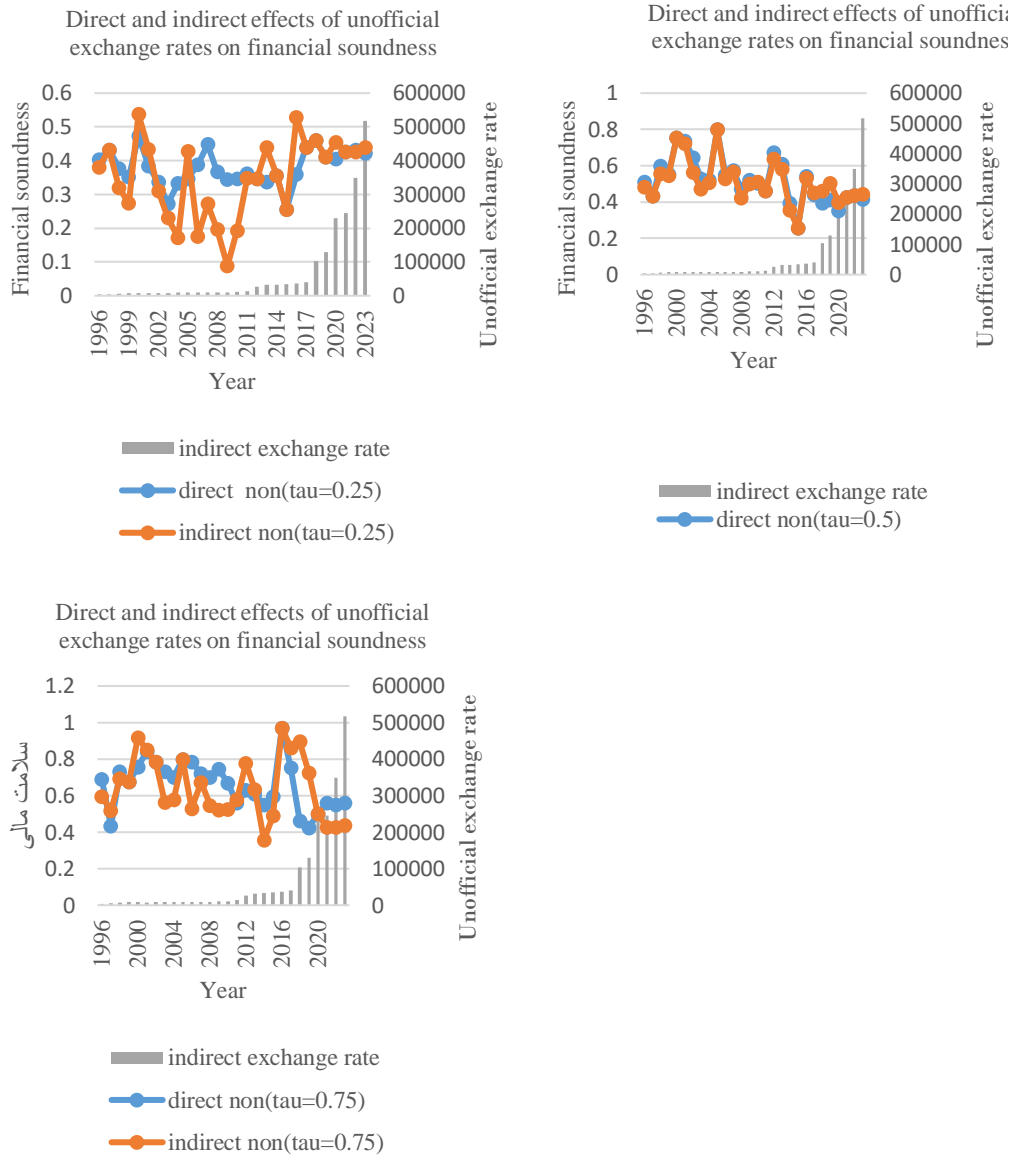 Direct and indirect effects of unofficial
exchange rates on financial soundness
Financial soundness
0.6
0.5
0.4
0.3
0.2
0.1
0
600000
500000
400000
300000
200000
100000
0
Unofficial exchange rate
1996
1999
2002
2005
2008
2011
2014
2017
2020
2023
Year
indirect exchange rate
direct non(tau=0.25)
indirect non(tau=0.25)
Direct and indirect effects of unoffici
exchange rates on financial soundnes
Financial soundness
1
0.8
0.6
0.4
0.2
0
600000
500000
400000
300000
200000
100000
0
Unofficial exchange rate
1996
2000
2004
2008
2012
2016
2020
Year
indirect exchange rate
direct non(tau=0.5)
Direct and indirect effects of unofficial
exchange rates on financial soundness
سلامت مالی
1.2
1
0.8
0.6
0.4
0.2
0
600000
500000
400000
300000
200000
100000
0
Unofficial exchange rate
1996
2000
2004
2008
2012
2016
2020
Year
indirect exchange rate
direct non(tau=0.75)
indirect non(tau=0.75)